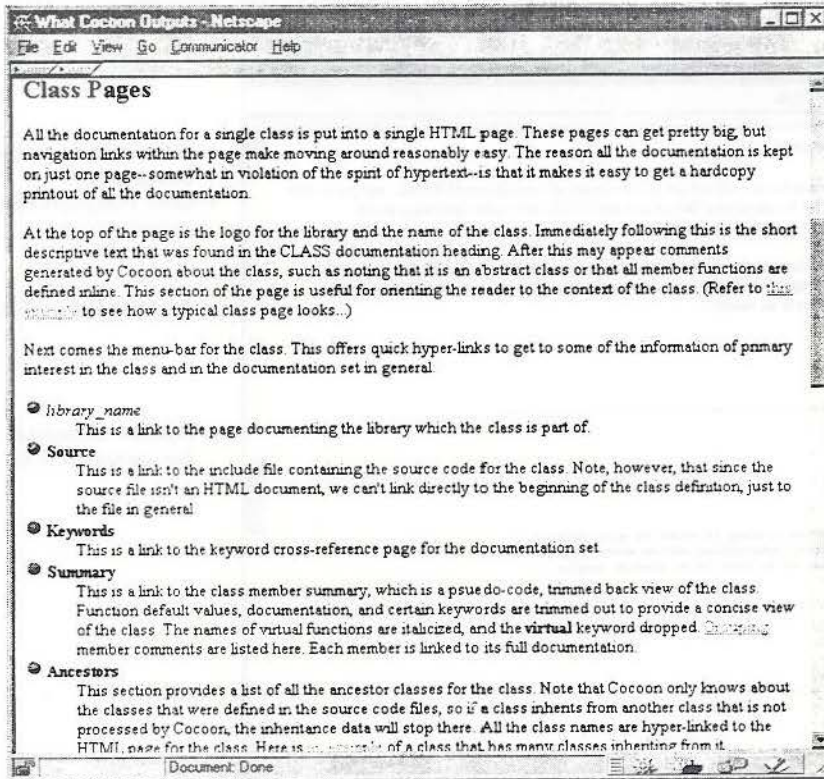 What Cocoon Outputs - Netscape
File Edit View Go Communicator Help
Class Pages
All the documentation for a single class is put into a single HTML page. These pages can get pretty big, but
navigation links within the page make moving around reasonably easy. The reason all the documentation is kept
on just one page--somewhat in violation of the spirit of hypertext--is that it makes it easy to get a hardcopy
printout of all the documentation.
At the top of the page is the logo for the library and the name of the class. Immediately following this is the short
descriptive text that was found in the CLASS documentation heading. After this may appear comments
generated by Cocoon about the class, such as noting that it is an abstract class or that all member functions are
defined inline. This section of the page is useful for orienting the reader to the context of the class. (Refer to this
example to see how a typical class page looks...)
Next comes the menu-bar for the class. This offers quick hyper-links to get to some of the information of primary
interest in the class and in the documentation set in general.
library_name
This is a link to the page documenting the library which the class is part of.
Source
This is a link to the include file containing the source code for the class. Note, however, that since the
source file isn't an HTML document, we can't link directly to the beginning of the class definition, just to
the file in general
Keywords
This is a link to the keyword cross-reference page for the documentation set
Summary
This is a link to the class member summary, which is a psuedo-code, trimmed back view of the class.
Function default values, documentation, and certain keywords are trimmed out to provide a concise view
of the class. The names of virtual functions are italicized, and the virtual keyword dropped.
member comments are listed here. Each member is linked to its full documentation.
Ancestors
This section provides a list of all the ancestor classes for the class. Note that Cocoon only knows about
the classes that were defined in the source code files, so if a class inherits from another class that is not
processed by Cocoon, the inheritance data will stop there. All the class names are hyper-linked to the
HTML page for the class. Here is of a class that has many classes inheriting from it.
Document: Done